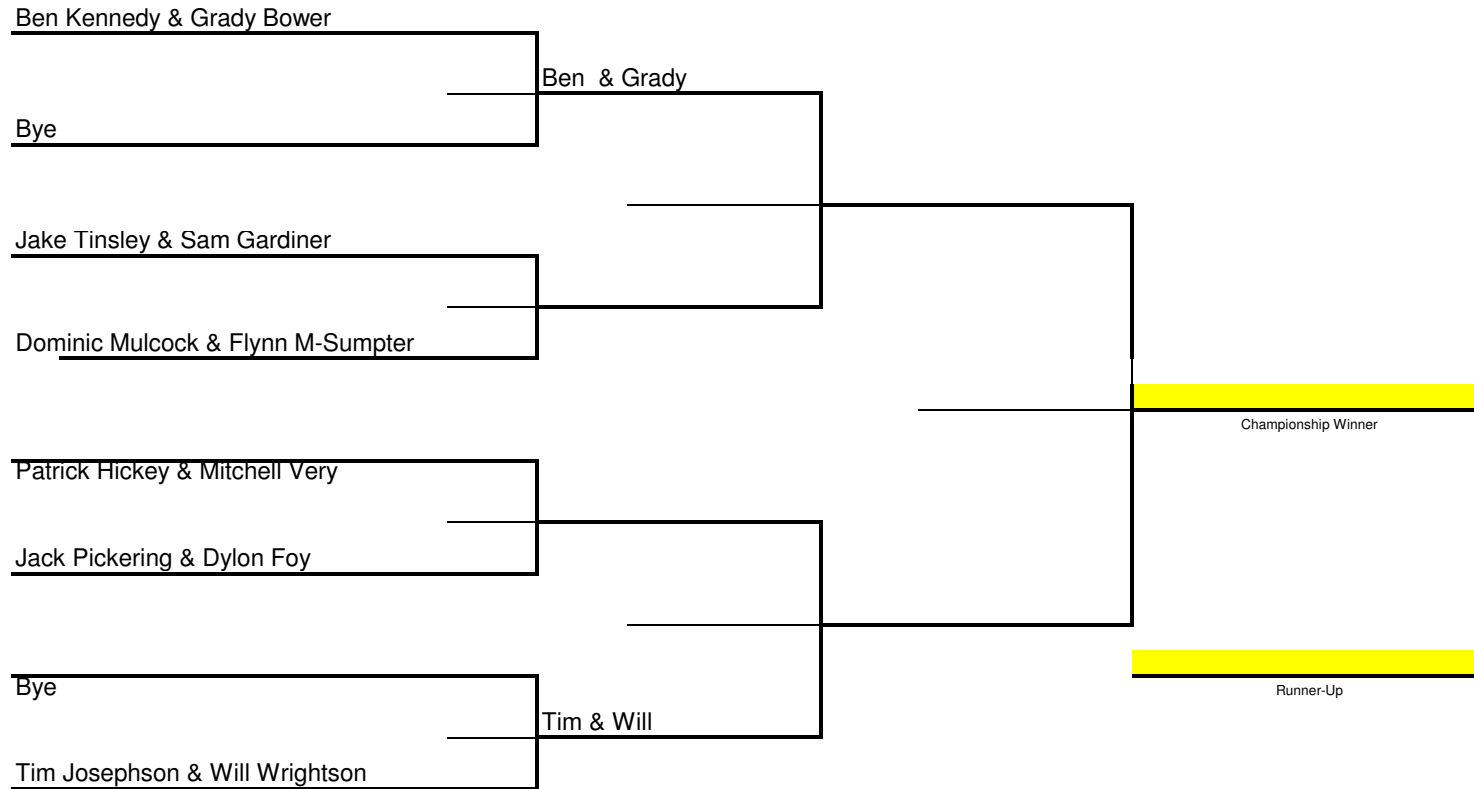 Ben Kennedy & Grady Bower
Ben & Grady
Bye
Jake Tinsley & Sam Gardiner
Dominic Mulcock & Flynn M-Sumpter
Championship Winner
Patrick Hickey & Mitchell Very
Jack Pickering & Dylon Foy
Bye
Runner-Up
Tim & Will
Tim Josephson & Will Wrightson